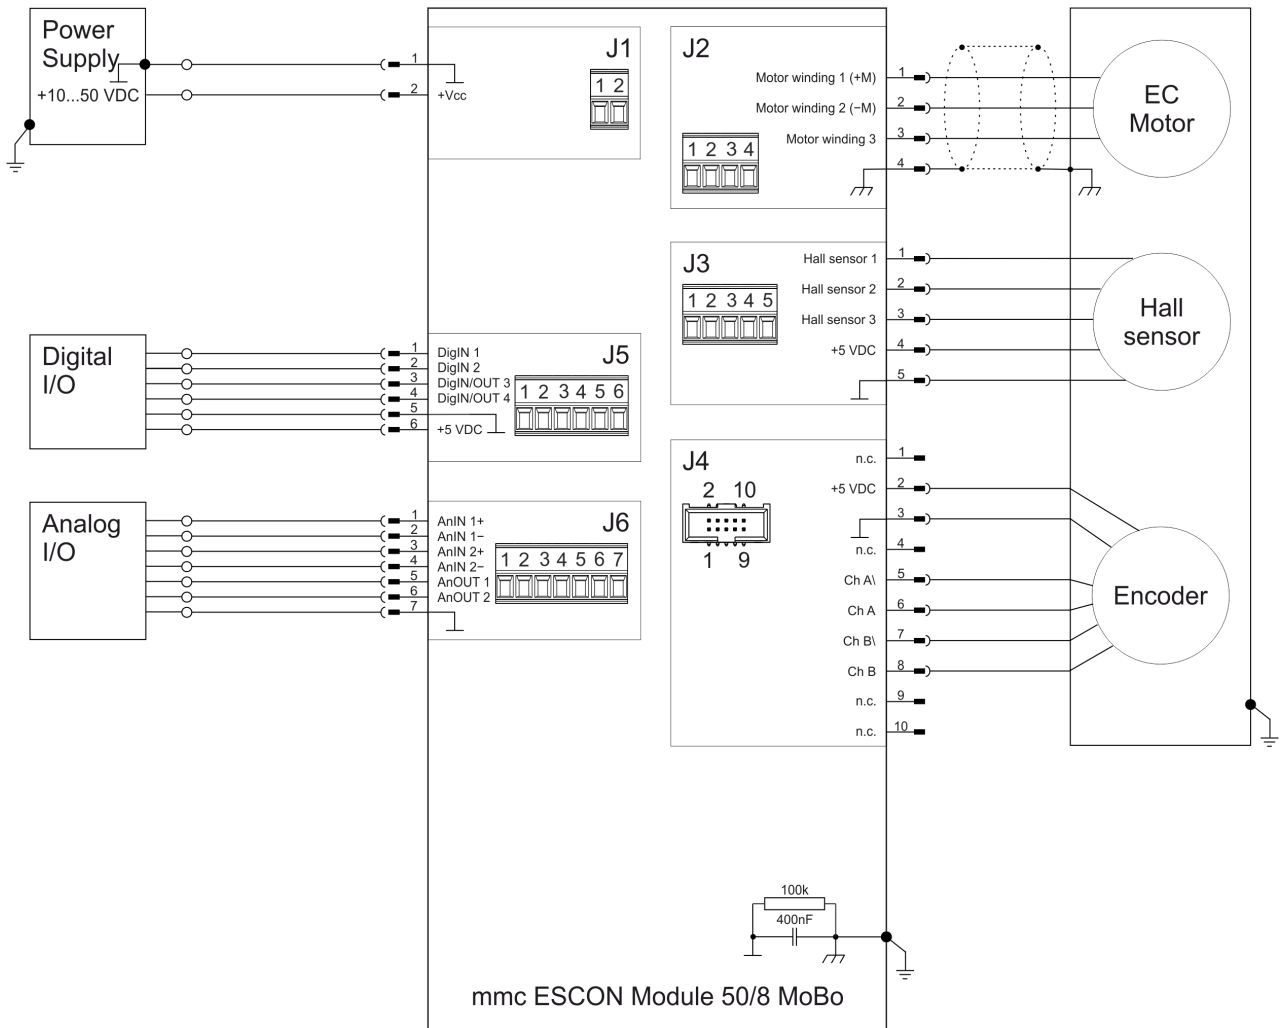 Power
Supply
+10...50 VDC
1
2
+Vcc
J1
1 2
J2
1 2 3 4
Motor winding 1 (+M)
1
Motor winding 2 (−M)
2
Motor winding 3
3
4
EC
Motor
J3
1 2 3 4 5
Hall sensor 1
1
Hall sensor 2
2
Hall sensor 3
3
+5 VDC
4
5
Hall
sensor
Digital
I/O
1
DigIN 1
2
DigIN 2
3
DigIN/OUT 3
4
DigIN/OUT 4
5
6
+5 VDC
J5
1 2 3 4 5 6
J4
2 10
1 9
n.c.
1
+5 VDC
2
3
n.c.
4
Ch A\
5
Ch A
6
Ch B\
7
Ch B
8
n.c.
9
n.c.
10
Encoder
Analog
I/O
1
AnIN 1+
2
AnIN 1−
3
AnIN 2+
4
AnIN 2−
5
AnOUT 1
6
AnOUT 2
7
J6
1 2 3 4 5 6 7
100k
400nF
mmc ESCON Module 50/8 MoBo